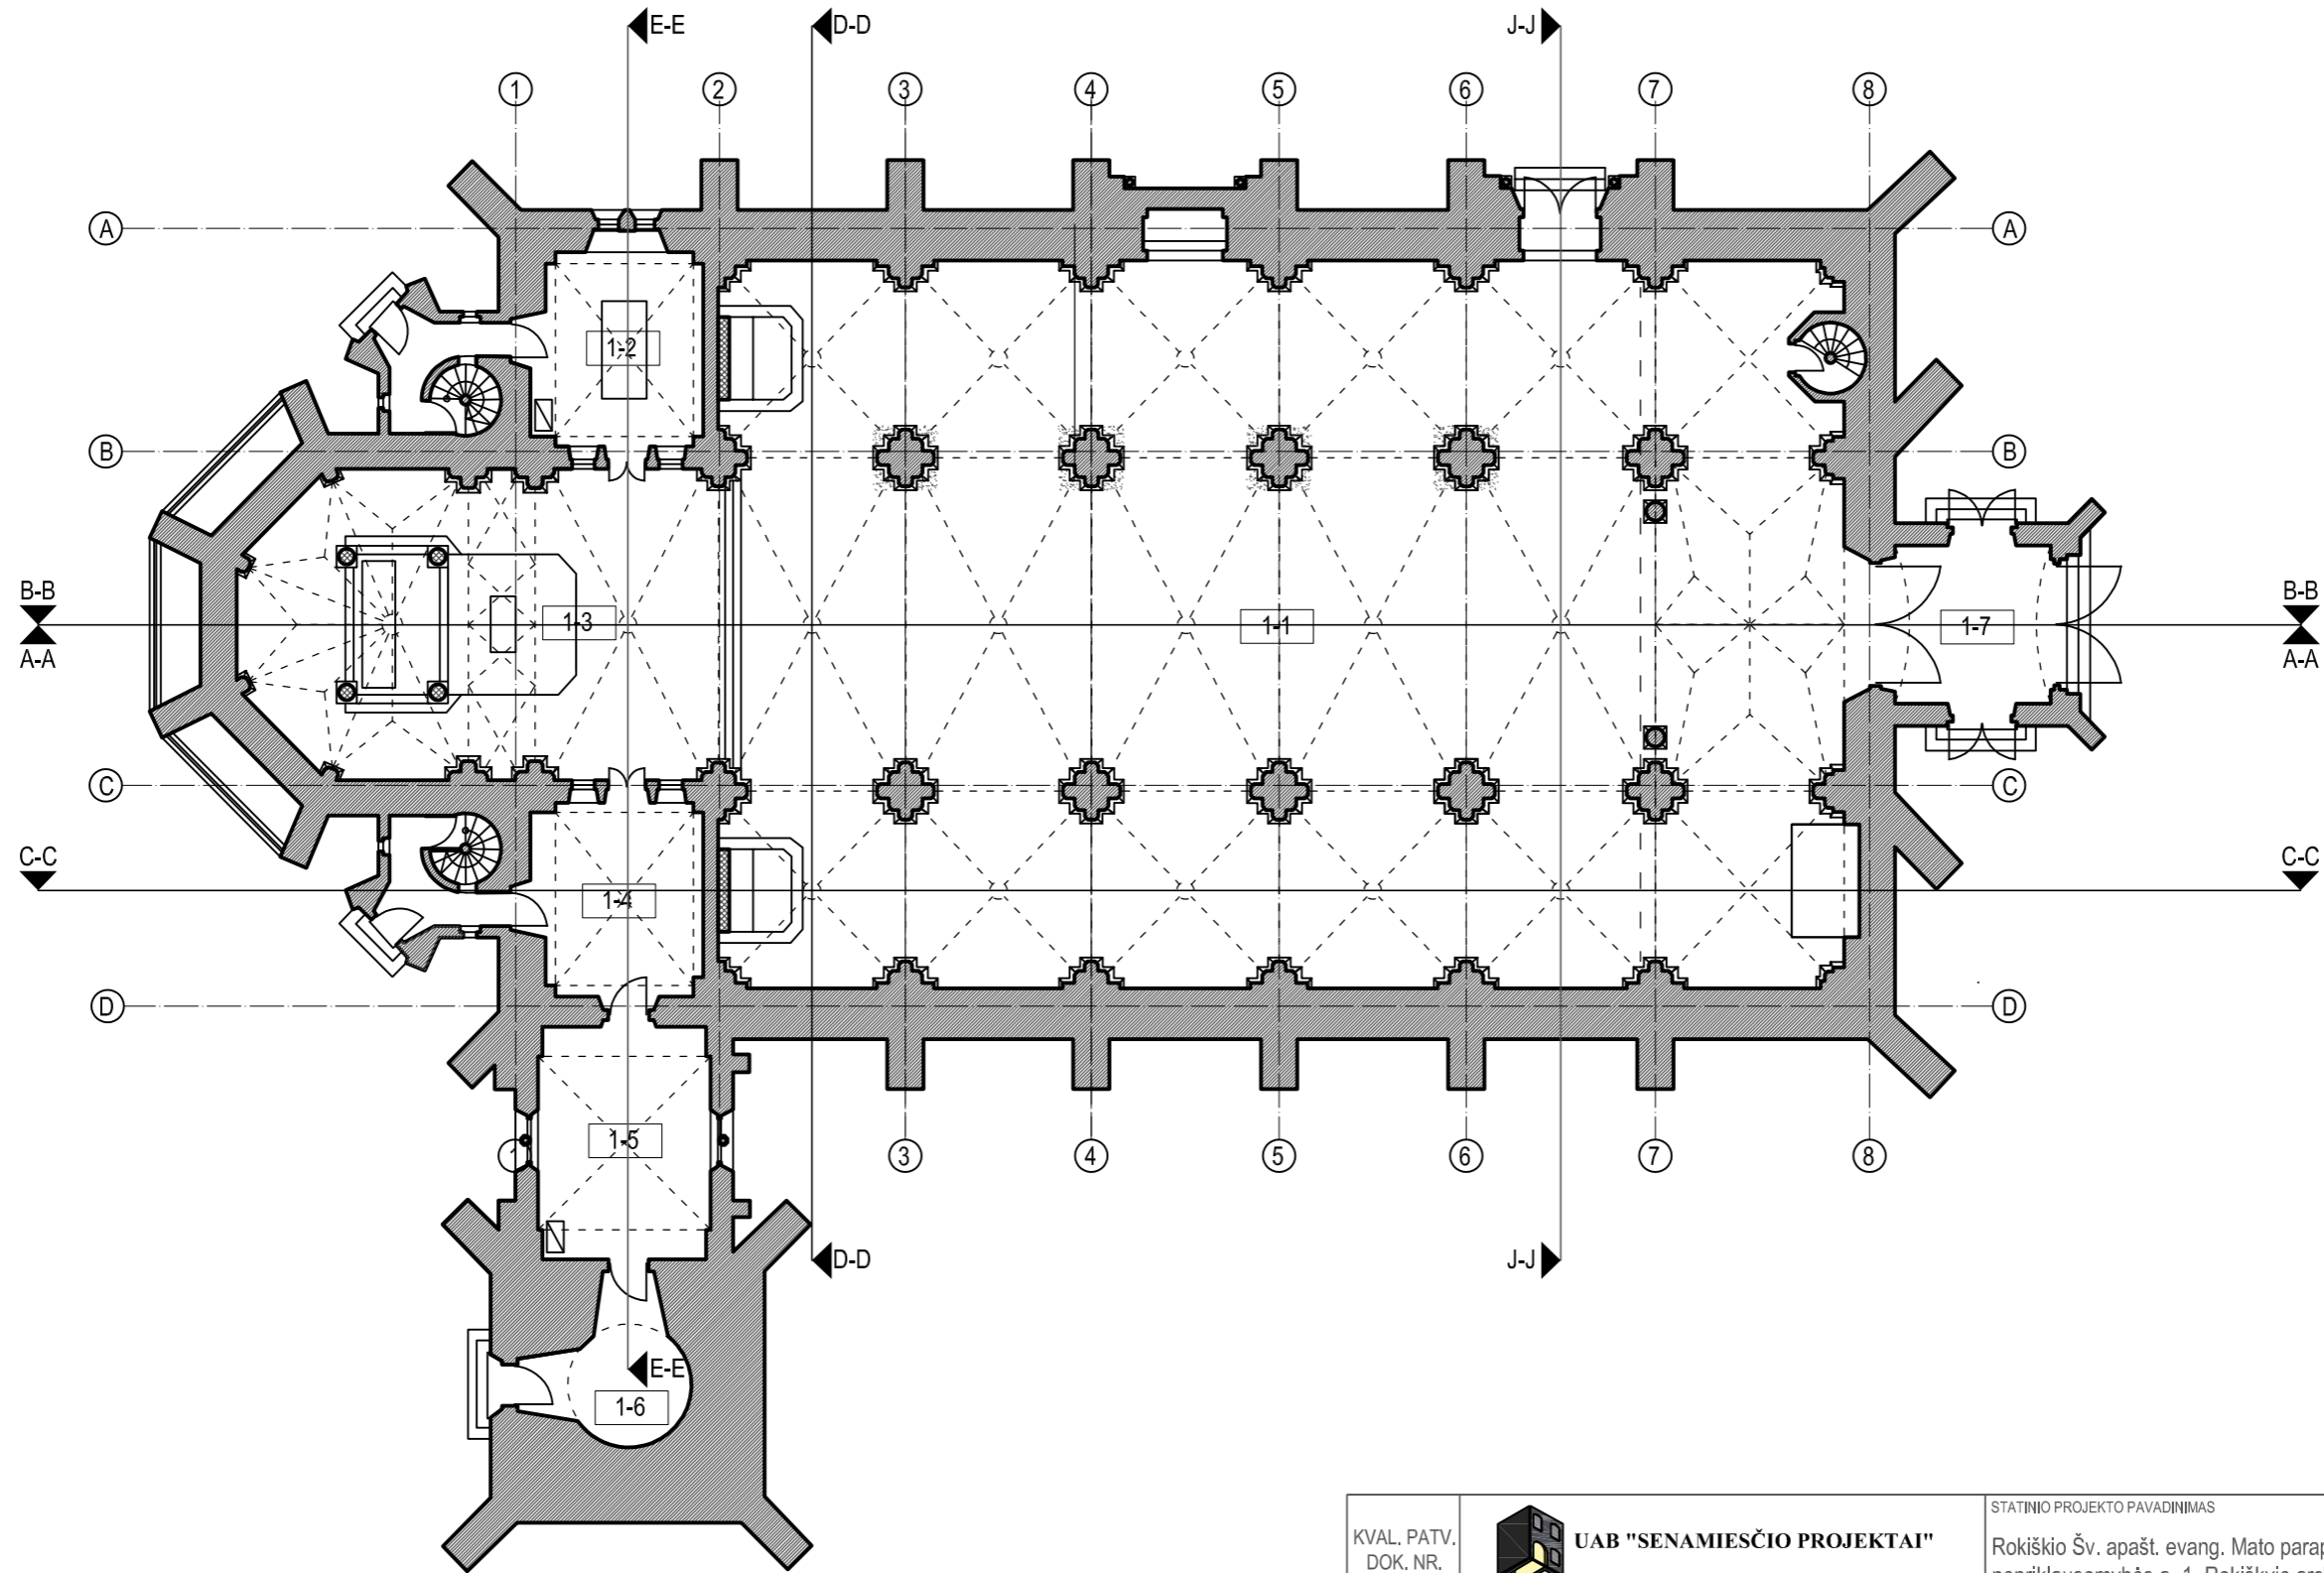 E-E
D-D
J-J
1
2
3
4
5
6
7
8
A
A
1-2
B
B
B-B
B-B
1-3
1-1
1-7
A-A
A-A
C
C
C-C
C-C
1-4
D
D
1-5
3
4
5
6
7
8
D-D
J-J
E-E
1-6
STATINIO PROJEKTO PAVADINIMAS
KVAL. PATV.
DOK. NR.
UAB "SENAMIESČIO PROJEKTAI"
Rokiškio Šv. apašt. evang. Mato parap